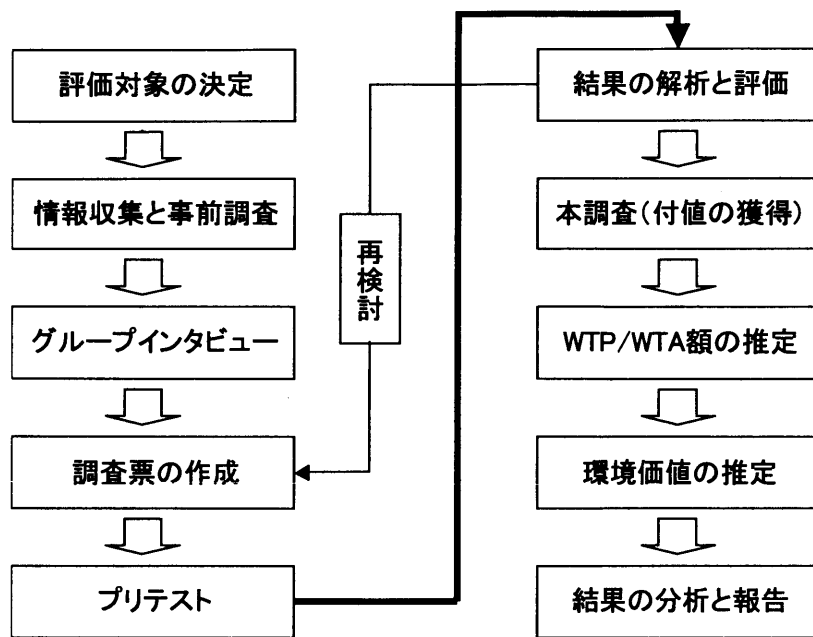 評価対象の決定
情報収集と事前調査
グループインタビュー
調査票の作成
プリテスト
再検討
結果の解析と評価
本調査(付値の獲得)
WTP/WTA額の推定
環境価値の推定
結果の分析と報告